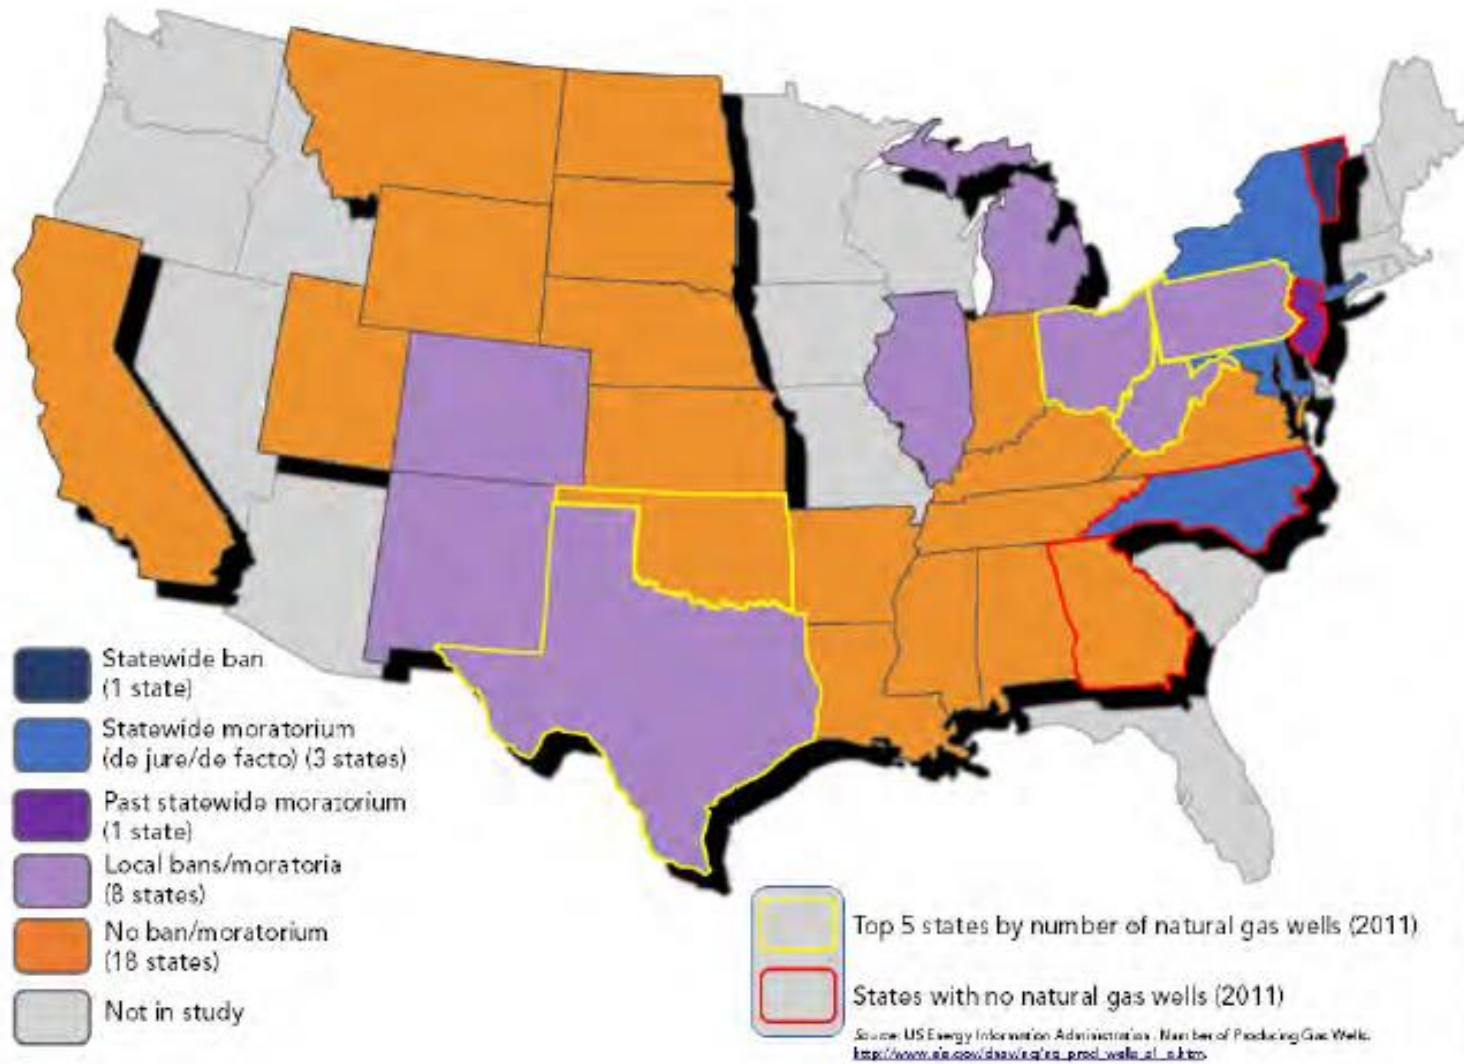 Statewide ban
(1 state)
Statewide moratorium
(de jure/de facto) (3 states)
Past statewide moratorium
(1 state)
Local bans/moratoria
(8 states)
No ban/moratorium
(18 states)
Not in study
Top 5 states by number of natural gas wells (2011)
States with no natural gas wells (2011)
Source: US Energy Information Administration. Number of Producing Gas Wells.